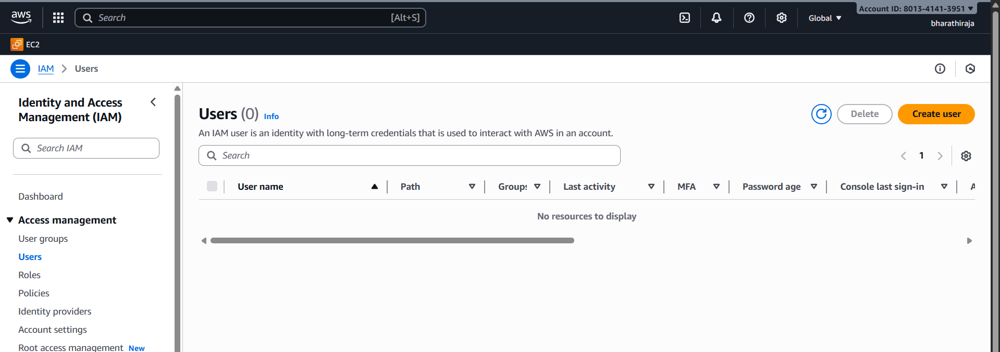 aws
Search
[Alt+S]
Global
Account ID: 8013-4141-3951
bharathiraja
EC2
IAM
Users
Identity and Access
Management (IAM)
Search IAM
Dashboard
Access management
User groups
Users
Roles
Policies
Identity providers
Account settings
Root access management New
Users (0) Info
Delete
Create user
An IAM user is an identity with long-term credentials that is used to interact with AWS in an account.
Search
1
User name
Path
Groups
Last activity
MFA
Password age
Console last sign-in
A
No resources to display